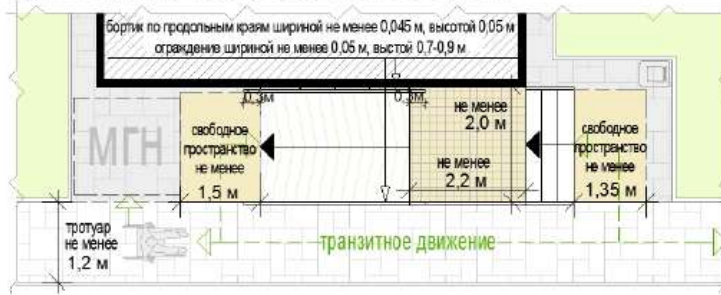 бортик по продольным краям шириной не менее 0,045 м, высотой 0,05 м
ограждение шириной не менее 0,05 м, выстой 0,7-0,9 м
0,3м
0,3м
не менее
2,0 м
МГН
свободное
пространство
не менее
1,5 м
не менее
2,2 м
свободное
пространство
не менее
1,35 м
тротуар
не менее
1,2 м
транзитное движение